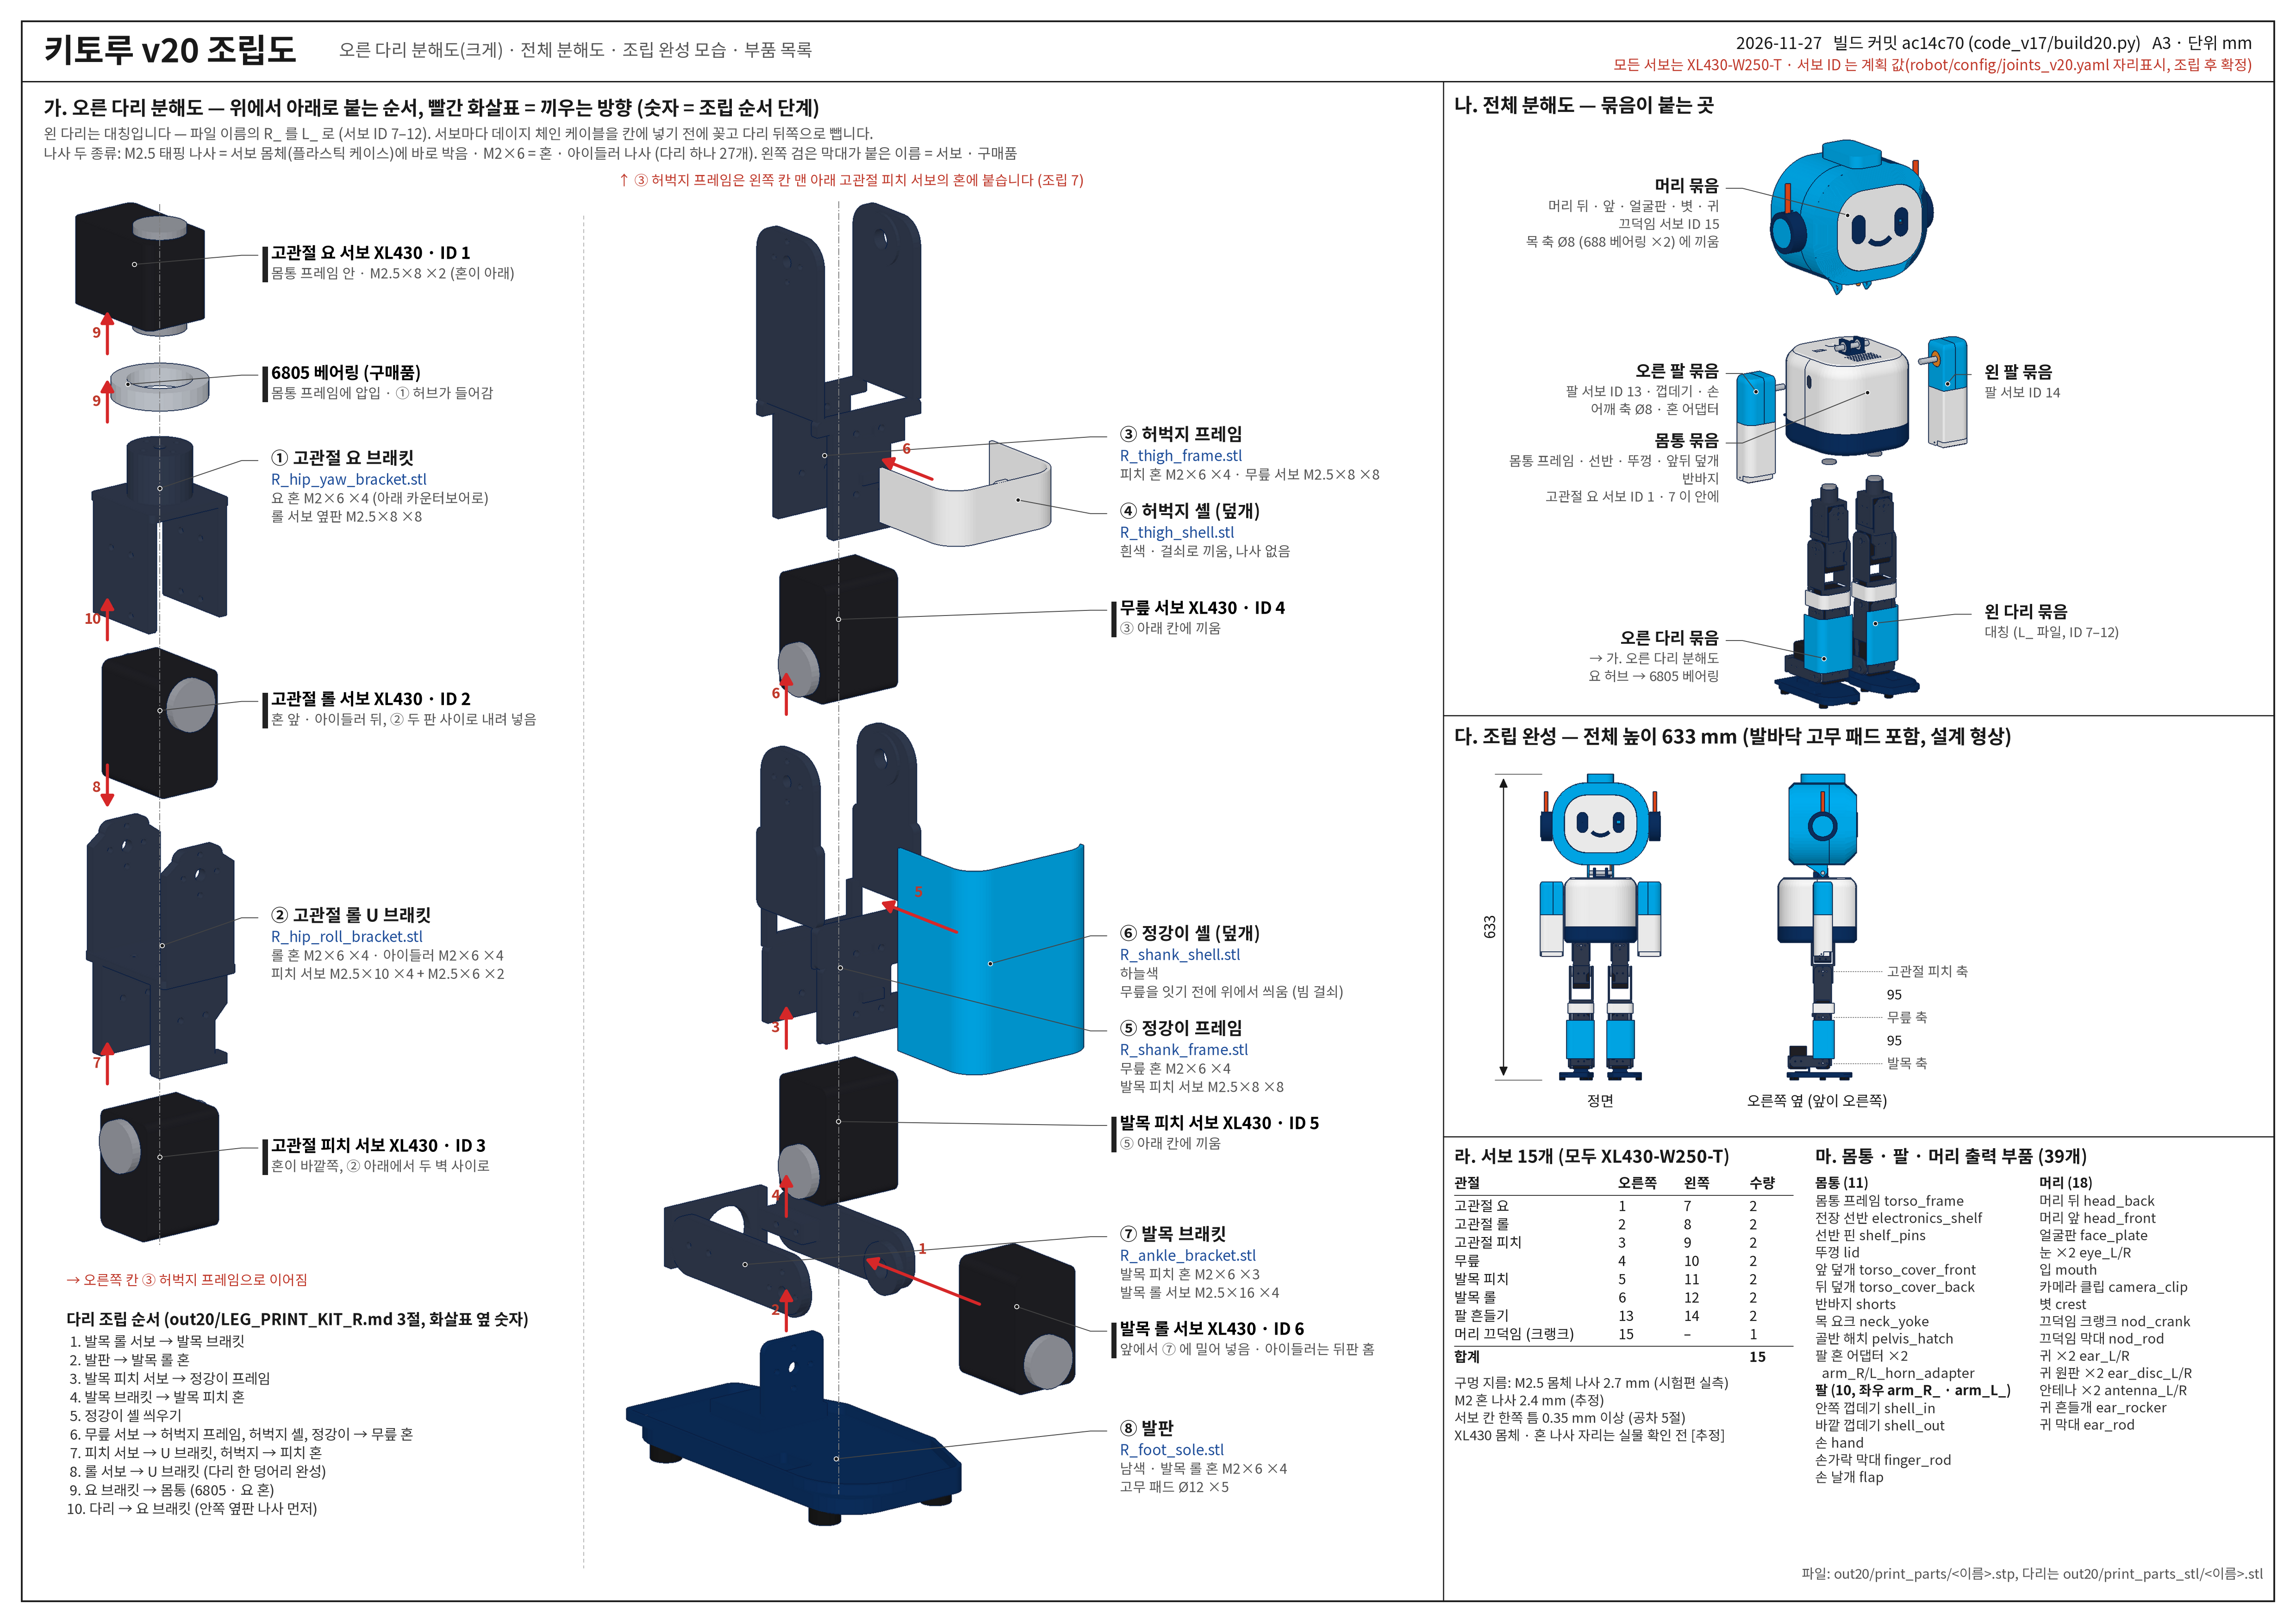 키토루 v20 조립도
오른 다리 분해도(크게) · 전체 분해도 · 조립 완성 모습 · 부품 목록
2026-11-27 빌드 커밋 ac14c70 (code_v17/build20.py) A3 · 단위 mm
모든 서보는 XL430-W250-T · 서보 ID 는 계획 값(robot/config/joints_v20.yaml 자리표시, 조립 후 확정)
가. 오른 다리 분해도 — 위에서 아래로 붙는 순서, 빨간 화살표 = 끼우는 방향 (숫자 = 조립 순서 단계)
왼 다리는 대칭입니다 — 파일 이름의 R_ 를 L_ 로 (서보 ID 7–12). 서보마다 데이지 체인 케이블을 칸에 넣기 전에 꽂고 다리 뒤쪽으로 뺍니다.
나사 두 종류: M2.5 태핑 나사 = 서보 몸체(플라스틱 케이스)에 바로 박음 · M2×6 = 혼 · 아이들러 나사 (다리 하나 27개). 왼쪽 검은 막대가 붙은 이름 = 서보 · 구매품
↑ ③ 허벅지 프레임은 왼쪽 칸 맨 아래 고관절 피치 서보의 혼에 붙습니다 (조립 7)
고관절 요 서보 XL430 · ID 1
몸통 프레임 안 · M2.5×8 ×2 (혼이 아래)
9
6805 베어링 (구매품)
몸통 프레임에 압입 · ① 허브가 들어감
9
① 고관절 요 브래킷
R_hip_yaw_bracket.stl
요 혼 M2×6 ×4 (아래 카운터보어로)
롤 서보 옆판 M2.5×8 ×8
10
고관절 롤 서보 XL430 · ID 2
혼 앞 · 아이들러 뒤, ② 두 판 사이로 내려 넣음
8
② 고관절 롤 U 브래킷
R_hip_roll_bracket.stl
롤 혼 M2×6 ×4 · 아이들러 M2×6 ×4
피치 서보 M2.5×10 ×4 + M2.5×6 ×2
7
고관절 피치 서보 XL430 · ID 3
혼이 바깥쪽, ② 아래에서 두 벽 사이로
→ 오른쪽 칸 ③ 허벅지 프레임으로 이어짐
다리 조립 순서 (out20/LEG_PRINT_KIT_R.md 3절, 화살표 옆 숫자)
1. 발목 롤 서보 → 발목 브래킷
2. 발판 → 발목 롤 혼
3. 발목 피치 서보 → 정강이 프레임
4. 발목 브래킷 → 발목 피치 혼
5. 정강이 셸 씌우기
6. 무릎 서보 → 허벅지 프레임, 허벅지 셸, 정강이 → 무릎 혼
7. 피치 서보 → U 브래킷, 허벅지 → 피치 혼
8. 롤 서보 → U 브래킷 (다리 한 덩어리 완성)
9. 요 브래킷 → 몸통 (6805 · 요 혼)
10. 다리 → 요 브래킷 (안쪽 옆판 나사 먼저)
③ 허벅지 프레임
R_thigh_frame.stl
피치 혼 M2×6 ×4 · 무릎 서보 M2.5×8 ×8
6
④ 허벅지 셸 (덮개)
R_thigh_shell.stl
흰색 · 걸쇠로 끼움, 나사 없음
무릎 서보 XL430 · ID 4
③ 아래 칸에 끼움
6
5
⑥ 정강이 셸 (덮개)
R_shank_shell.stl
하늘색
무릎을 잇기 전에 위에서 씌움 (빔 걸쇠)
3
⑤ 정강이 프레임
R_shank_frame.stl
무릎 혼 M2×6 ×4
발목 피치 서보 M2.5×8 ×8
발목 피치 서보 XL430 · ID 5
⑤ 아래 칸에 끼움
4
⑦ 발목 브래킷
R_ankle_bracket.stl
발목 피치 혼 M2×6 ×3
발목 롤 서보 M2.5×16 ×4
1
2
발목 롤 서보 XL430 · ID 6
앞에서 ⑦ 에 밀어 넣음 · 아이들러는 뒤판 홈
⑧ 발판
R_foot_sole.stl
남색 · 발목 롤 혼 M2×6 ×4
고무 패드 Ø12 ×5
나. 전체 분해도 — 묶음이 붙는 곳
머리 묶음
머리 뒤 · 앞 · 얼굴판 · 볏 · 귀
끄덕임 서보 ID 15
목 축 Ø8 (688 베어링 ×2) 에 끼움
오른 팔 묶음
팔 서보 ID 13 · 껍데기 · 손
어깨 축 Ø8 · 혼 어댑터
왼 팔 묶음
팔 서보 ID 14
몸통 묶음
몸통 프레임 · 선반 · 뚜껑 · 앞뒤 덮개
반바지
고관절 요 서보 ID 1 · 7 이 안에
오른 다리 묶음
→ 가. 오른 다리 분해도
요 허브 → 6805 베어링
왼 다리 묶음
대칭 (L_ 파일, ID 7–12)
다. 조립 완성 — 전체 높이 633 mm (발바닥 고무 패드 포함, 설계 형상)
633
고관절 피치 축
95
무릎 축
95
발목 축
정면
오른쪽 옆 (앞이 오른쪽)
라. 서보 15개 (모두 XL430-W250-T)
관절 오른쪽 왼쪽 수량
고관절 요 1 7 2
고관절 롤 2 8 2
고관절 피치 3 9 2
무릎 4 10 2
발목 피치 5 11 2
발목 롤 6 12 2
팔 흔들기 13 14 2
머리 끄덕임 (크랭크) 15 – 1
합계 15
구멍 지름: M2.5 몸체 나사 2.7 mm (시험편 실측)
M2 혼 나사 2.4 mm (추정)
서보 칸 한쪽 틈 0.35 mm 이상 (공차 5절)
XL430 몸체 · 혼 나사 자리는 실물 확인 전 [추정]
마. 몸통 · 팔 · 머리 출력 부품 (39개)
몸통 (11)
몸통 프레임 torso_frame
전장 선반 electronics_shelf
선반 핀 shelf_pins
뚜껑 lid
앞 덮개 torso_cover_front
뒤 덮개 torso_cover_back
반바지 shorts
목 요크 neck_yoke
골반 해치 pelvis_hatch
팔 혼 어댑터 ×2
arm_R/L_horn_adapter
팔 (10, 좌우 arm_R_ · arm_L_)
안쪽 껍데기 shell_in
바깥 껍데기 shell_out
손 hand
손가락 막대 finger_rod
손 날개 flap
머리 (18)
머리 뒤 head_back
머리 앞 head_front
얼굴판 face_plate
눈 ×2 eye_L/R
입 mouth
카메라 클립 camera_clip
볏 crest
끄덕임 크랭크 nod_crank
끄덕임 막대 nod_rod
귀 ×2 ear_L/R
귀 원판 ×2 ear_disc_L/R
안테나 ×2 antenna_L/R
귀 흔들개 ear_rocker
귀 막대 ear_rod
파일: out20/print_parts/<이름>.stp, 다리는 out20/print_parts_stl/<이름>.stl